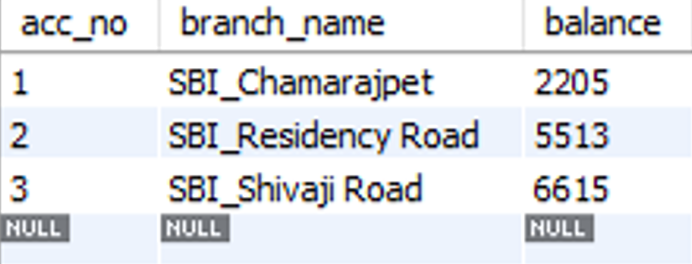 acc_no branch_name balance
1 SBI_Chamarajpet 2205
2 SBI_Residency Road 5513
3 SBI_Shivaji Road 6615
NULL NULL NULL